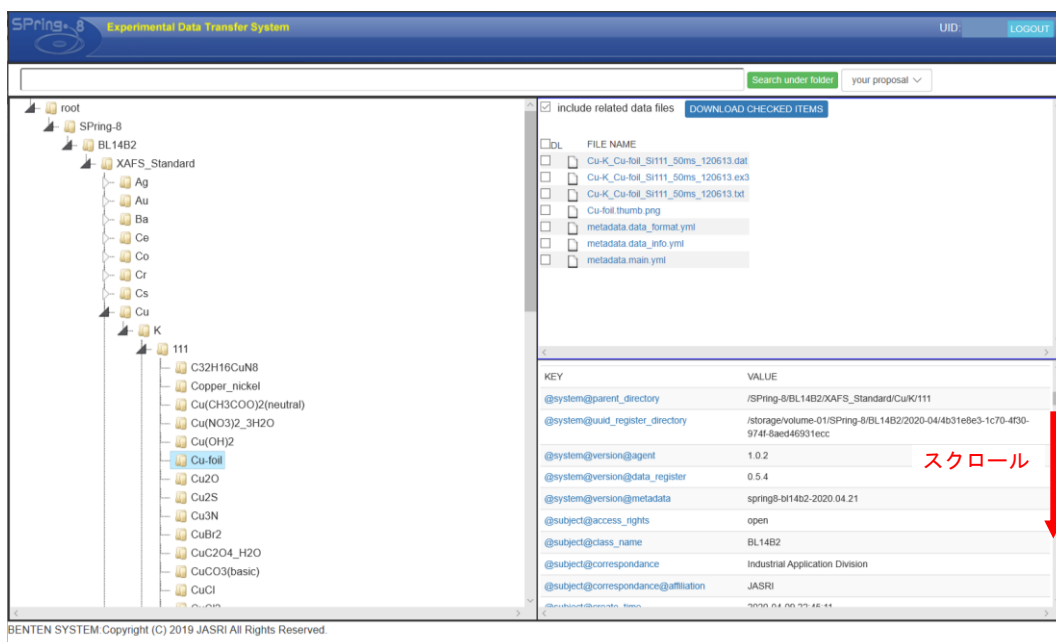 SPring-8
Experimental Data Transfer System
UID:
LOGOUT
Search under folder
your proposal
root
SPring-8
BL14B2
XAFS_Standard
Ag
Au
Ba
Ce
Co
Cr
Cs
Cu
K
111
C32H16CuN8
Copper_nickel
Cu(CH3COO)2(neutral)
Cu(NO3)2_3H2O
Cu(OH)2
Cu-foil
Cu2O
Cu2S
Cu3N
CuBr2
CuC2O4_H2O
CuCO3(basic)
CuCl
include related data files
DOWNLOAD CHECKED ITEMS
DL FILE NAME
Cu-K_Cu-foil_Si111_50ms_120613.dat
Cu-K_Cu-foil_Si111_50ms_120613.ex3
Cu-K_Cu-foil_Si111_50ms_120613.txt
Cu-foil.thumb.png
metadata.data_format.yml
metadata.data_info.yml
metadata.main.yml
KEY VALUE
@system@parent_directory /SPring-8/BL14B2/XAFS_Standard/Cu/K/111
@system@uuid_register_directory /storage/volume-01/SPring-8/BL14B2/2020-04/4b31e8e3-1c70-4f30-
974f-8aed46931ecc
@system@version@agent 1.0.2
スクロール
@system@version@data_register 0.5.4
@system@version@metadata spring8-bl14b2-2020.04.21
@subject@access_rights open
@subject@class_name BL14B2
@subject@correspondance Industrial Application Division
@subject@correspondance@affiliation JASRI
BENTEN SYSTEM:Copyright (C) 2019 JASRI All Rights Reserved.